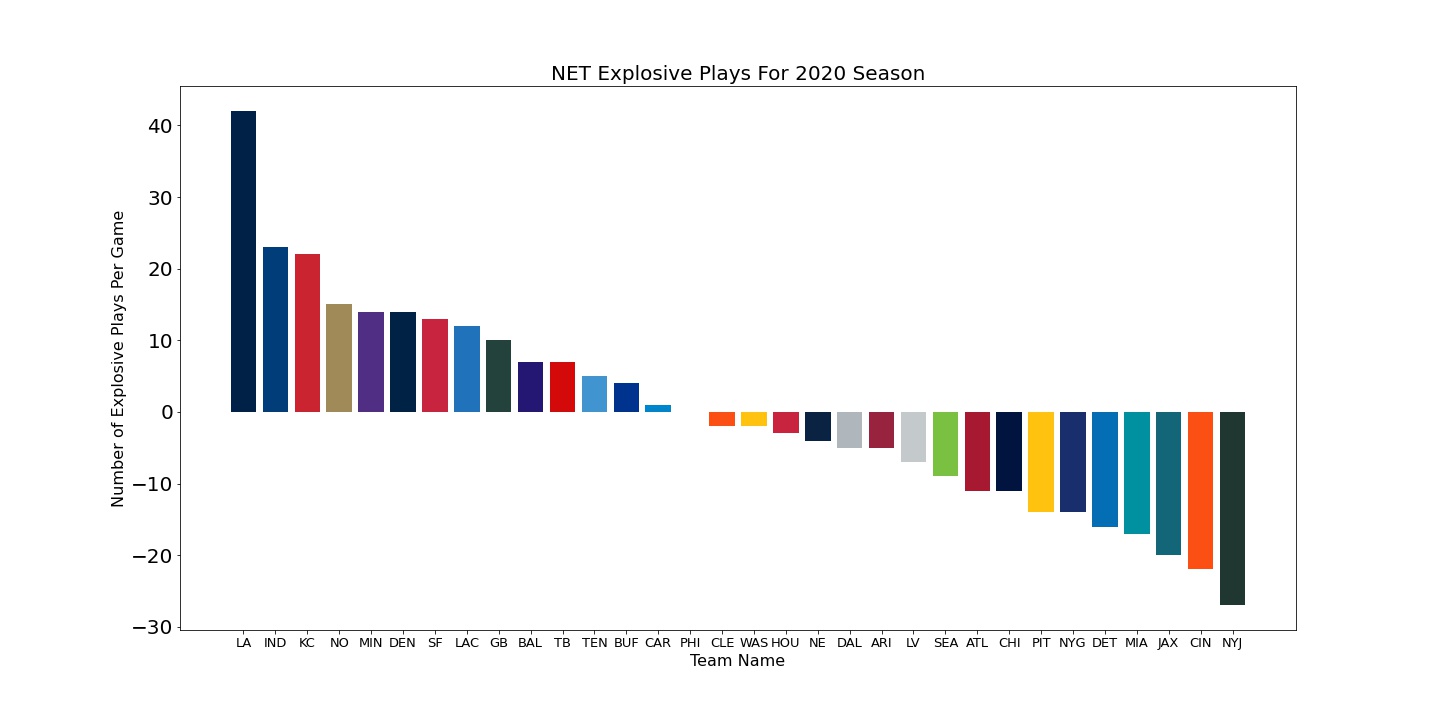 NET Explosive Plays For 2020 Season
Number of Explosive Plays Per Game
40
30
20
10
0
−10
−20
−30
LA IND KC NO MIN DEN SF LAC GB BAL TB TEN BUF CAR PHI CLE WAS HOU NE DAL ARI LV SEA ATL CHI PIT NYG DET MIA JAX CIN NYJ
Team Name